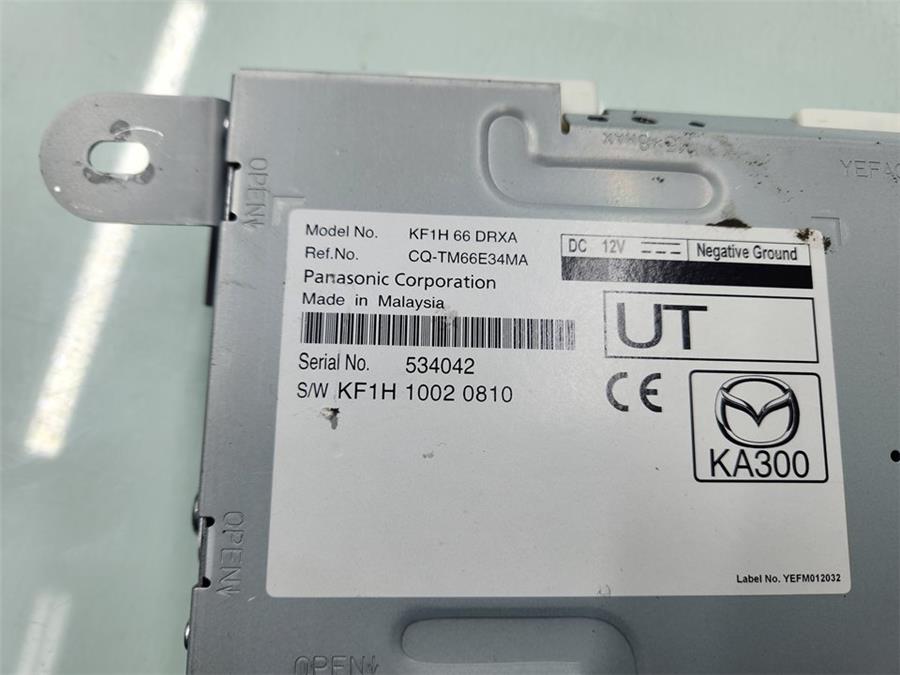 OPEN
YEFA
Model No. KF1H 66 DRXA
Ref.No. CQ-TM66E34MA
Panasonic Corporation
Made in Malaysia
DC 12V
Negative Ground
UT
Serial No. 534042
S/W KF1H 1002 0810
CE
KA300
Label No. YEFM012032
OPEN
OPEN